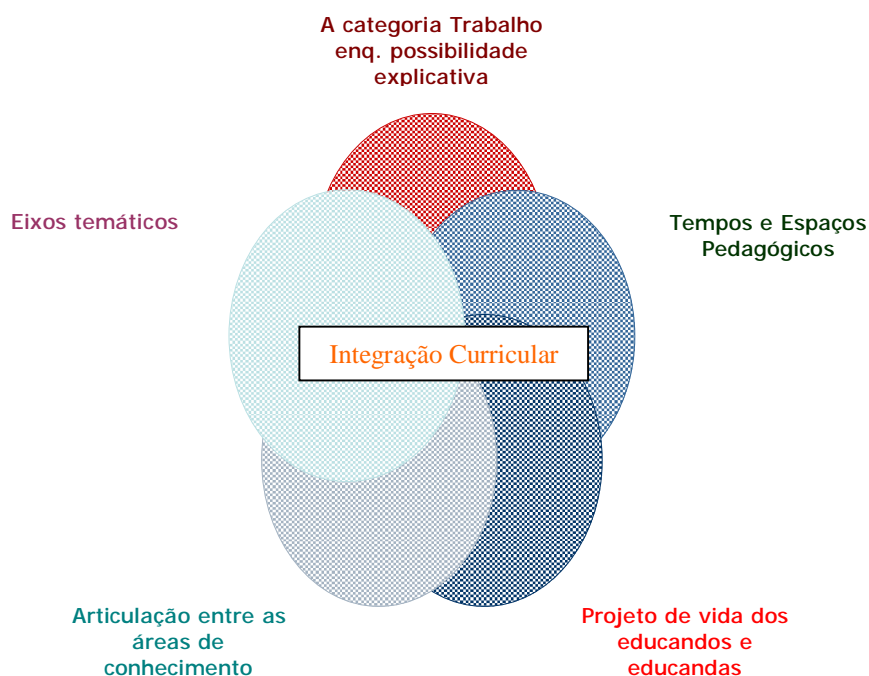 A categoria Trabalho
enq. possibilidade
explicativa
Eixos temáticos
Tempos e Espaços
Pedagógicos
Integração Curricular
Articulação entre as
áreas de
conhecimento
Projeto de vida dos
educandos e
educandas